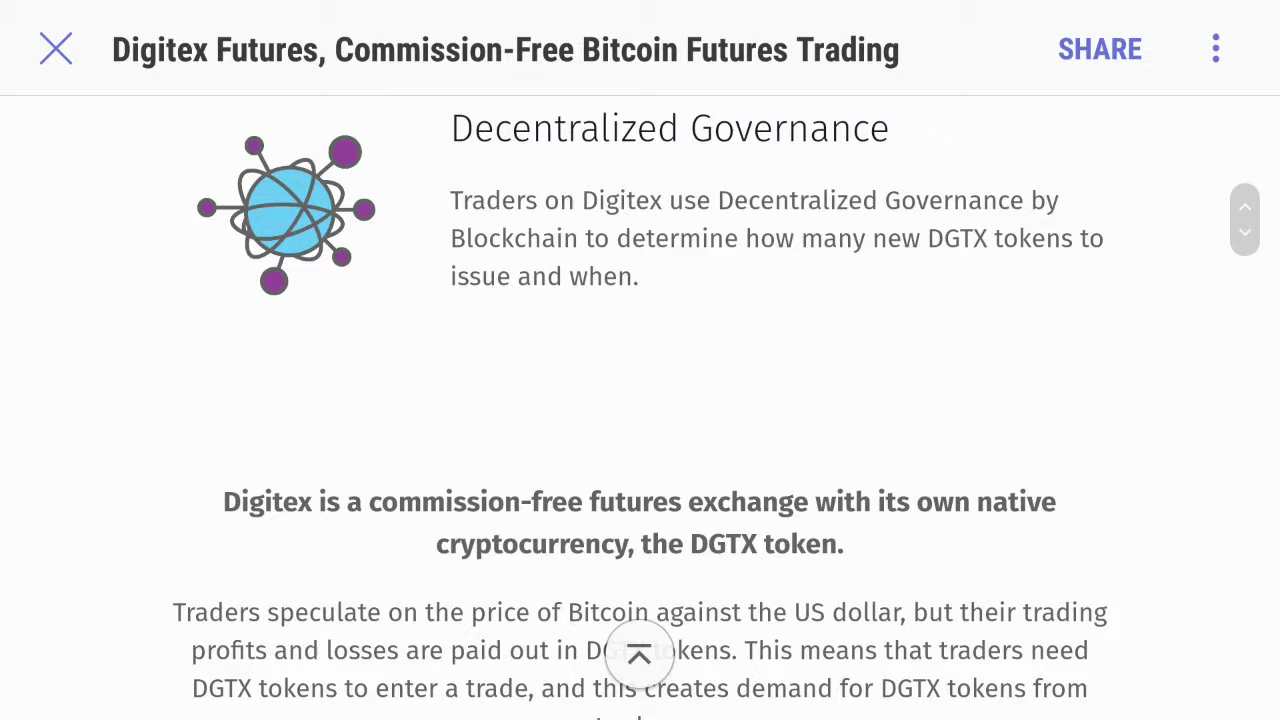 Digitex Futures, Commission-Free Bitcoin Futures Trading
SHARE
Decentralized Governance
Traders on Digitex use Decentralized Governance by
Blockchain to determine how many new DGTX tokens to
issue and when.
Digitex is a commission-free futures exchange with its own native
cryptocurrency, the DGTX token.
Traders speculate on the price of Bitcoin against the US dollar, but their trading
profits and losses are paid out in DGTX tokens. This means that traders need
DGTX tokens to enter a trade, and this creates demand for DGTX tokens from